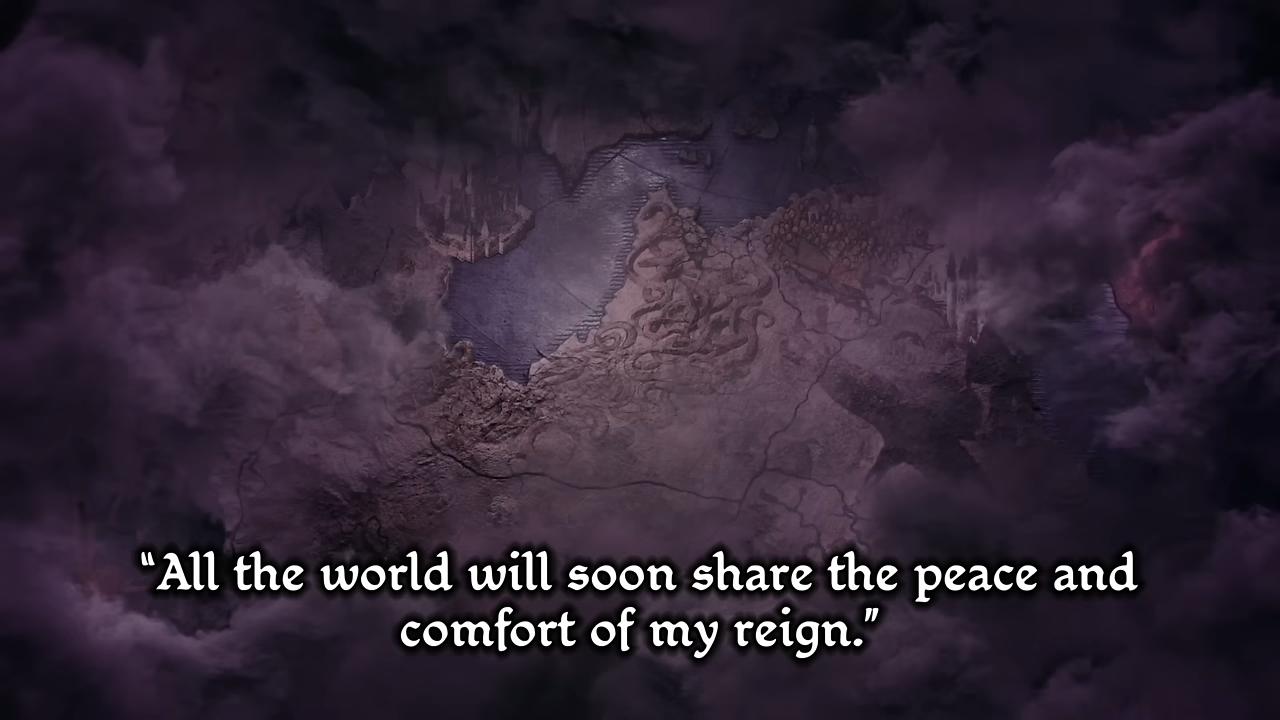 “All the world will soon share the peace and
comfort of my reign.”